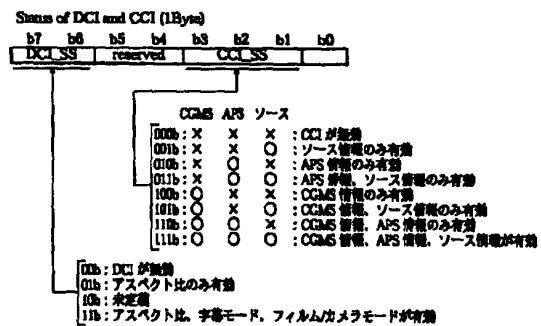 Status of DCI and CCI (1Byte)
b7 b6 b5 b4 b3 b2 b1 b0
DCI_SS reserved CCI_SS
CGMS APS ソース
000b : × × × : CCI が無効
001b : × × ○ : ソース情報のみ有効
010b : × ○ × : APS 情報のみ有効
011b : × ○ ○ : APS 情報、ソース情報のみ有効
100b : ○ × × : CGMS 情報のみ有効
101b : ○ × ○ : CGMS 情報、ソース情報のみ有効
110b : ○ ○ × : CGMS 情報、APS 情報のみ有効
111b : ○ ○ ○ : CGMS 情報、APS 情報、ソース情報が有効
00b : DCI が無効
01b : アスペクト比のみ有効
10b : 未定義
11b : アスペクト比、字幕モード、フィルム/カメラモードが有効